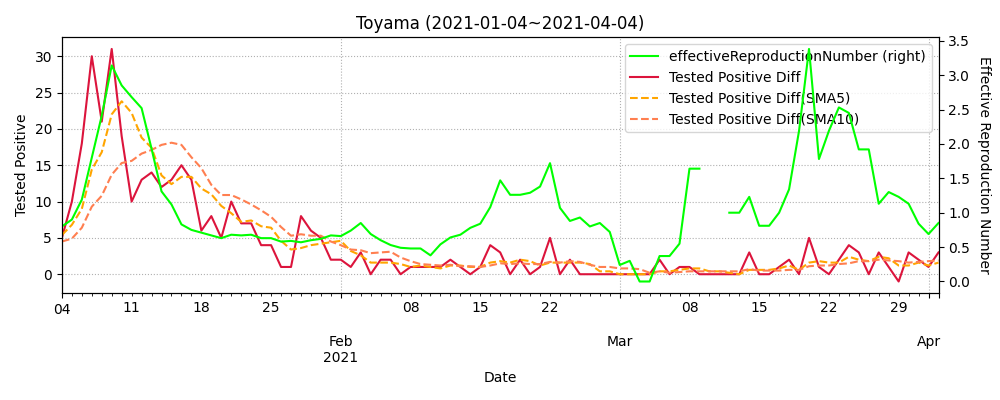 Toyama (2021-01-04~2021-04-04)
effectiveReproductionNumber (right)
Tested Positive Diff
Tested Positive Diff(SMA5)
Tested Positive Diff(SMA10)
Tested Positive
30
25
20
15
10
5
0
Effective Reproduction Number
3.5
3.0
2.5
2.0
1.5
1.0
0.5
0.0
04 11 18 25 08 15 22 08 15 22 29
Feb Mar Apr
2021
Date